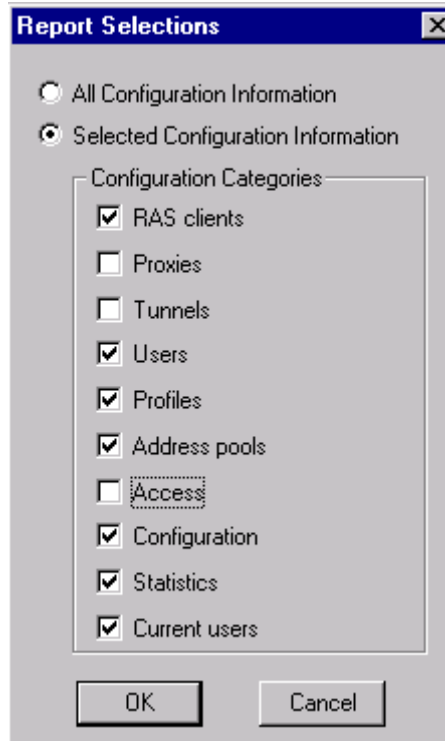 Report Selections
All Configuration Information
Selected Configuration Information
Configuration Categories
RAS clients
Proxies
Tunnels
Users
Profiles
Address pools
Access
Configuration
Statistics
Current users
OK
Cancel